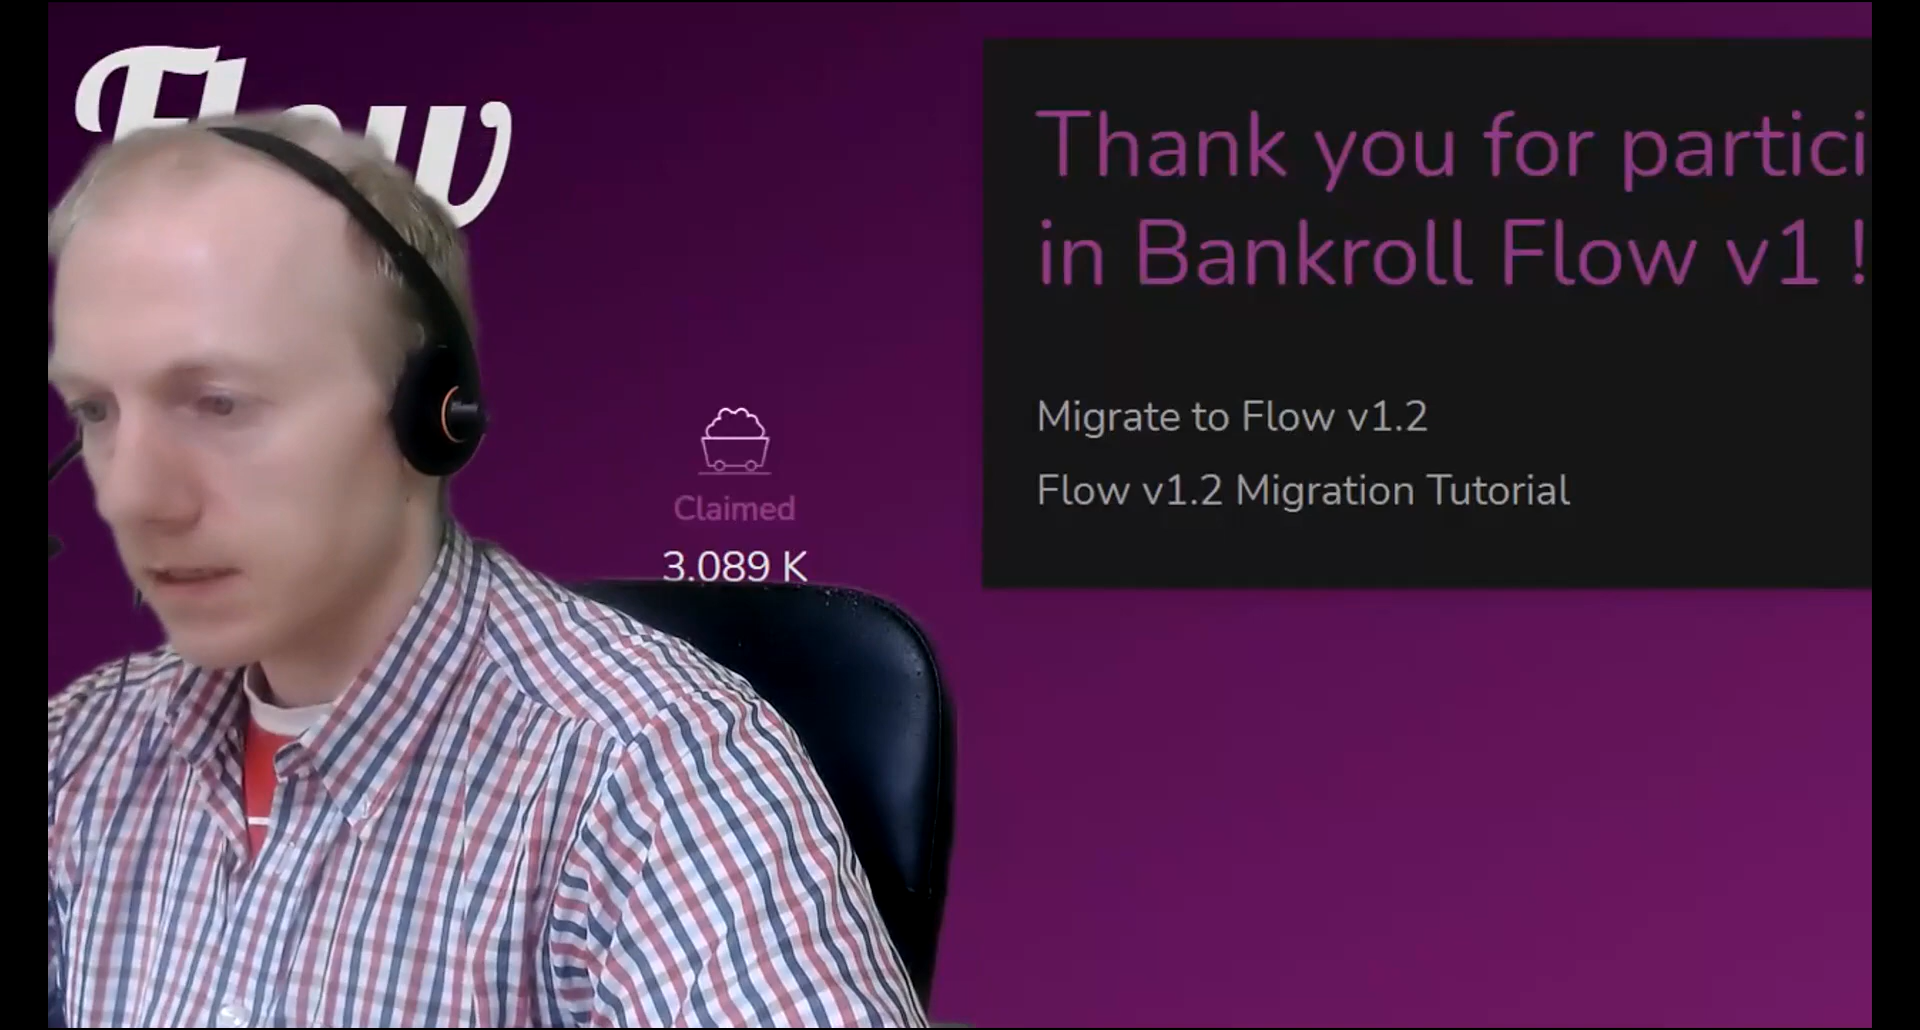 Flow
Thank you for partici
in Bankroll Flow v1 !
Migrate to Flow v1.2
Flow v1.2 Migration Tutorial
Claimed
3.089 K